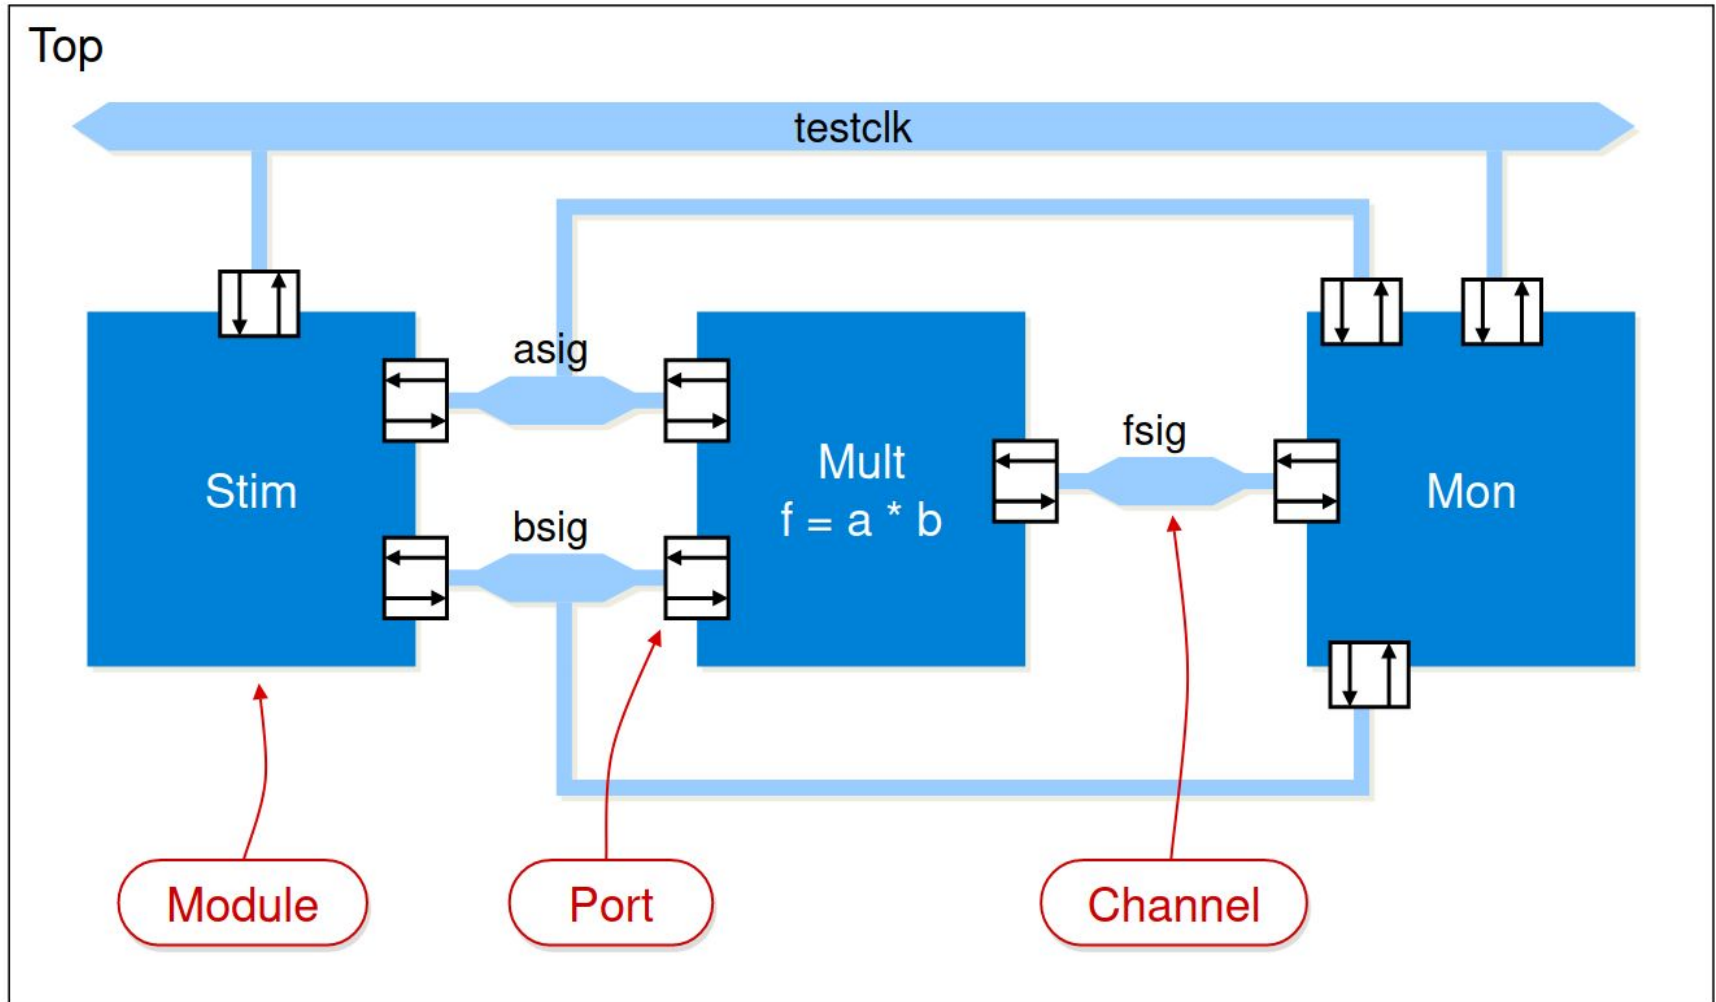 Top
testclk
asig
fsig
Stim
Mult
f = a * b
Mon
bsig
Module
Port
Channel